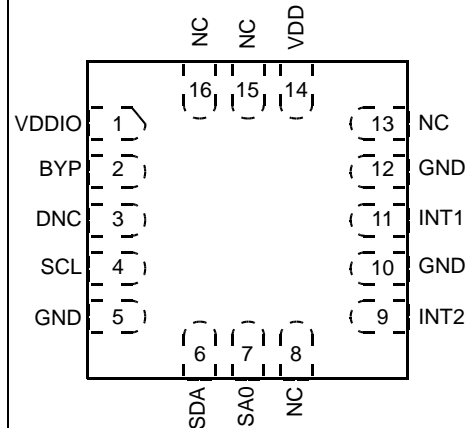 NC NC VDD
16 15 14
VDDIO 1 13 NC
BYP 2 12 GND
DNC 3 11 INT1
SCL 4 10 GND
GND 5 9 INT2
6 7 8
SDA SA0 NC